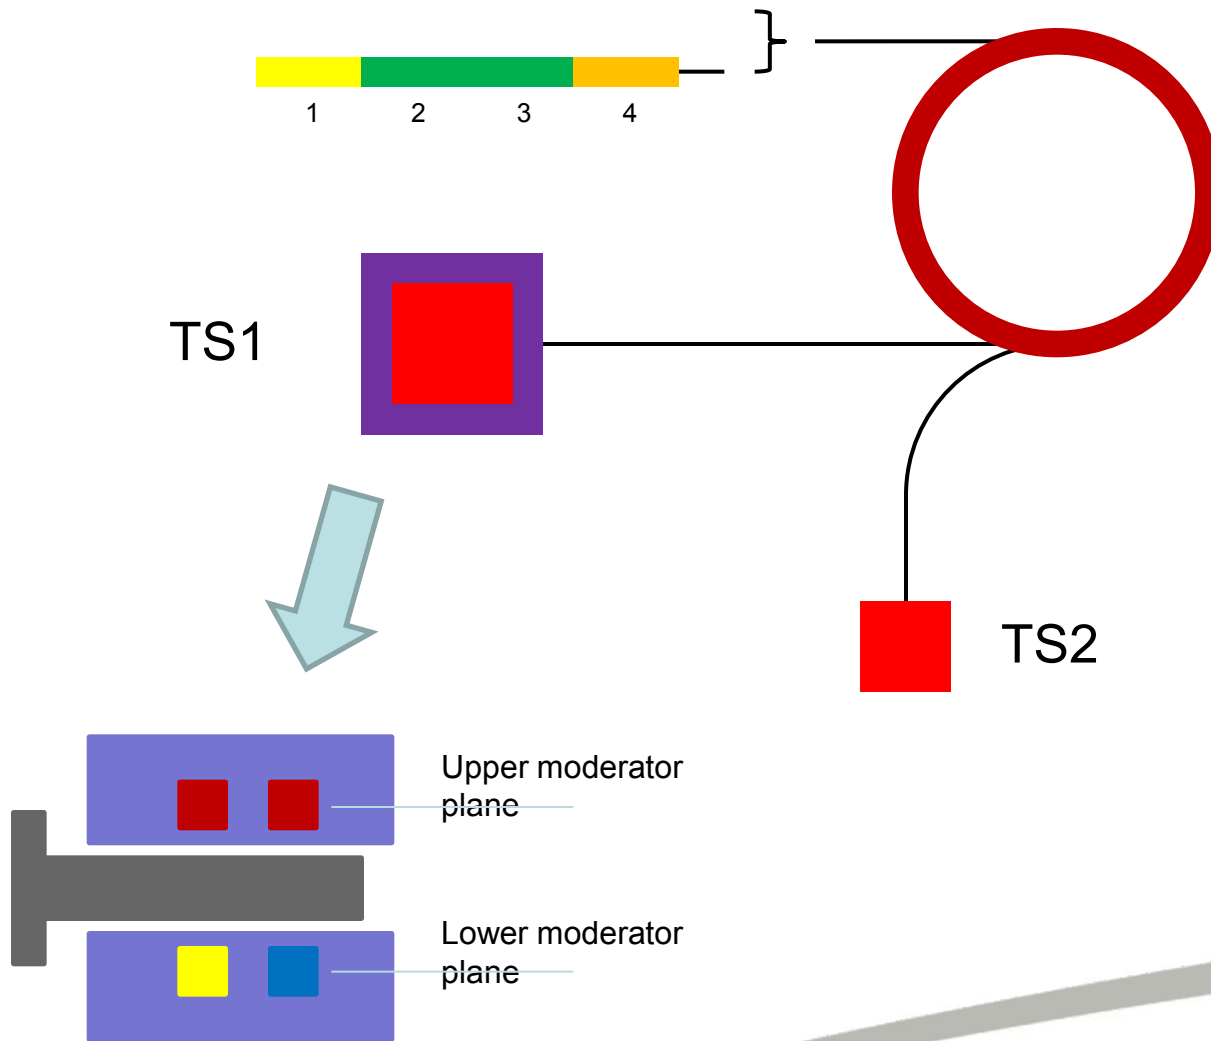 1 2 3 4
TS1
TS2
Upper moderator
plane
Lower moderator
plane